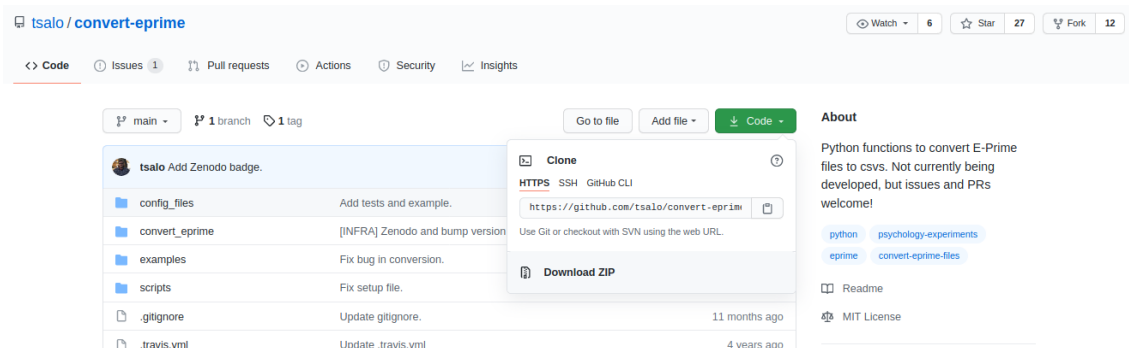 tsalo / convert-eprime
Watch 6
Star 27
Fork 12
Code
Issues 1
Pull requests
Actions
Security
Insights
main
1 branch
1 tag
Go to file
Add file
Code
tsalo Add Zenodo badge.
config_files Add tests and example.
convert_eprime [INFRA] Zenodo and bump version
examples Fix bug in conversion.
scripts Fix setup file.
.gitignore Update gitignore. 11 months ago
.travis.yml Update .travis.yml 4 years ago
Clone
HTTPS SSH GitHub CLI
https://github.com/tsalo/convert-eprime
Use Git or checkout with SVN using the web URL.
Download ZIP
About
Python functions to convert E-Prime
files to csvs. Not currently being
developed, but issues and PRs
welcome!
python psychology-experiments
eprime convert-eprime-files
Readme
MIT License